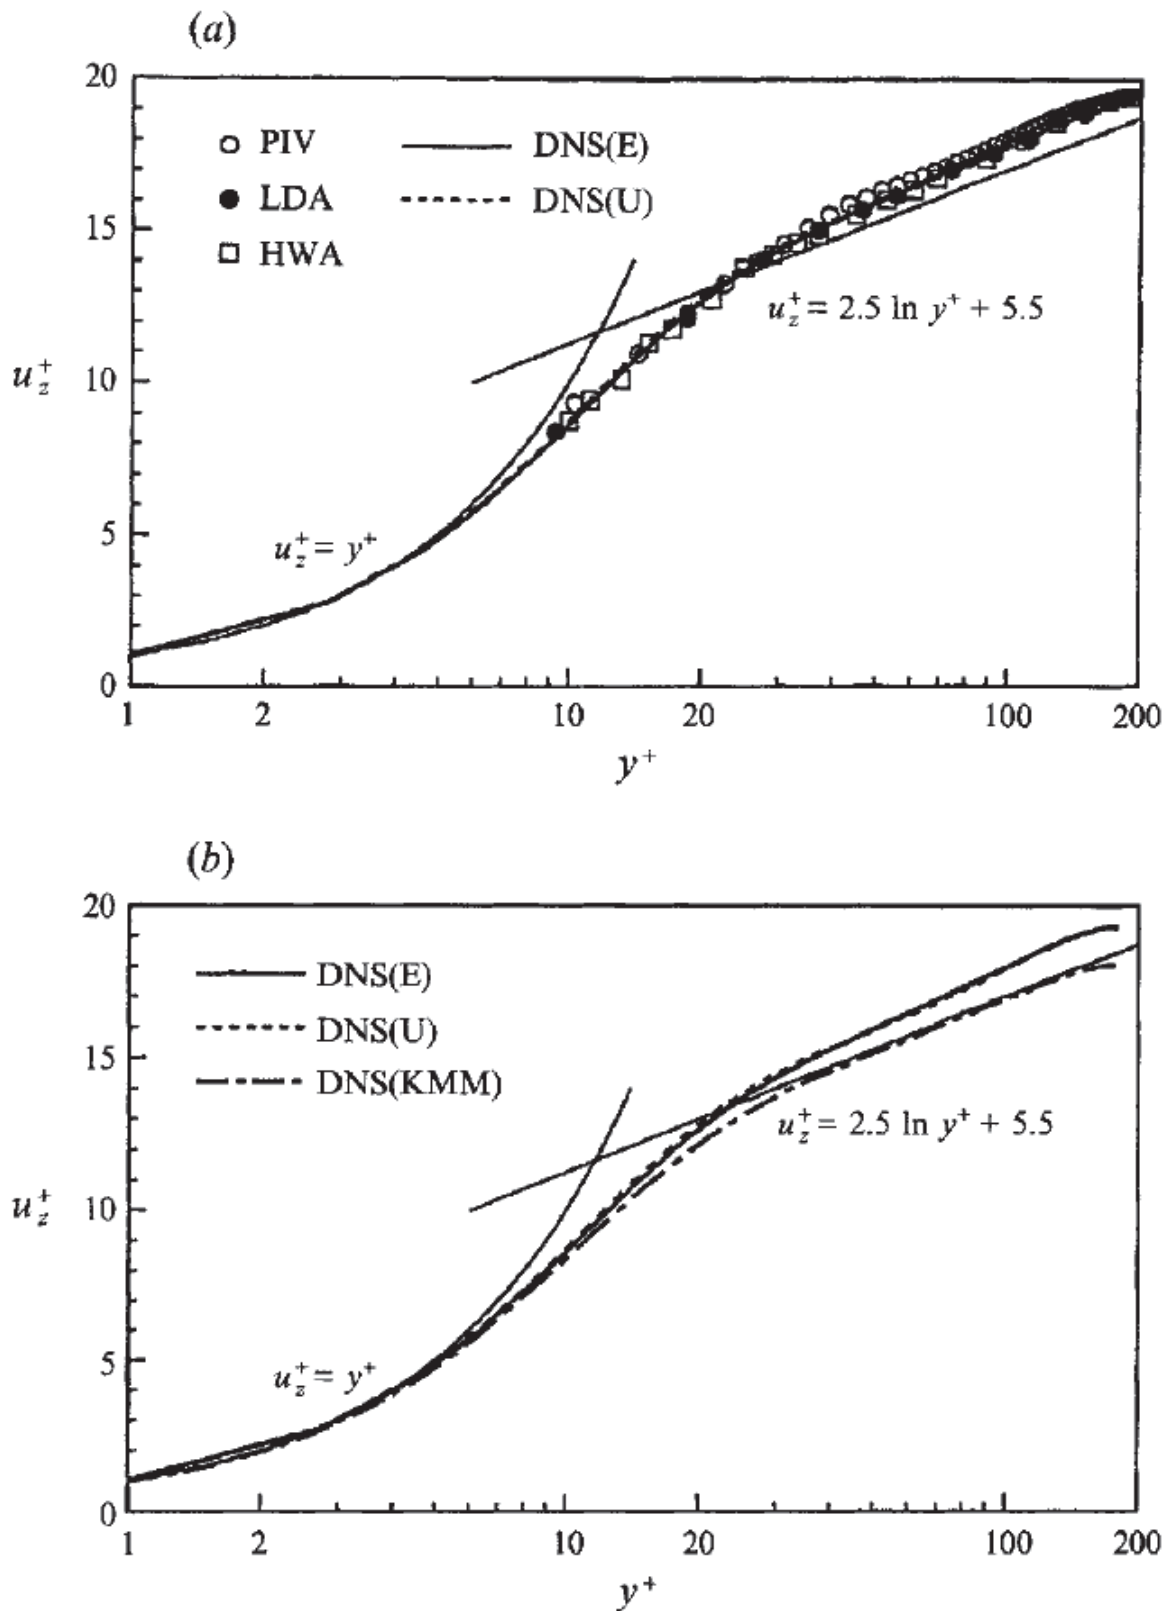 (a)
20
15
10
5
0
u_z^+
○ PIV
● LDA
□ HWA
DNS(E)
DNS(U)
u_z^+ = 2.5 ln y^+ + 5.5
u_z^+ = y^+
1 2 10 20 100 200
y^+
(b)
20
15
10
5
0
u_z^+
DNS(E)
DNS(U)
DNS(KMM)
u_z^+ = 2.5 ln y^+ + 5.5
u_z^+ = y^+
1 2 10 20 100 200
y^+